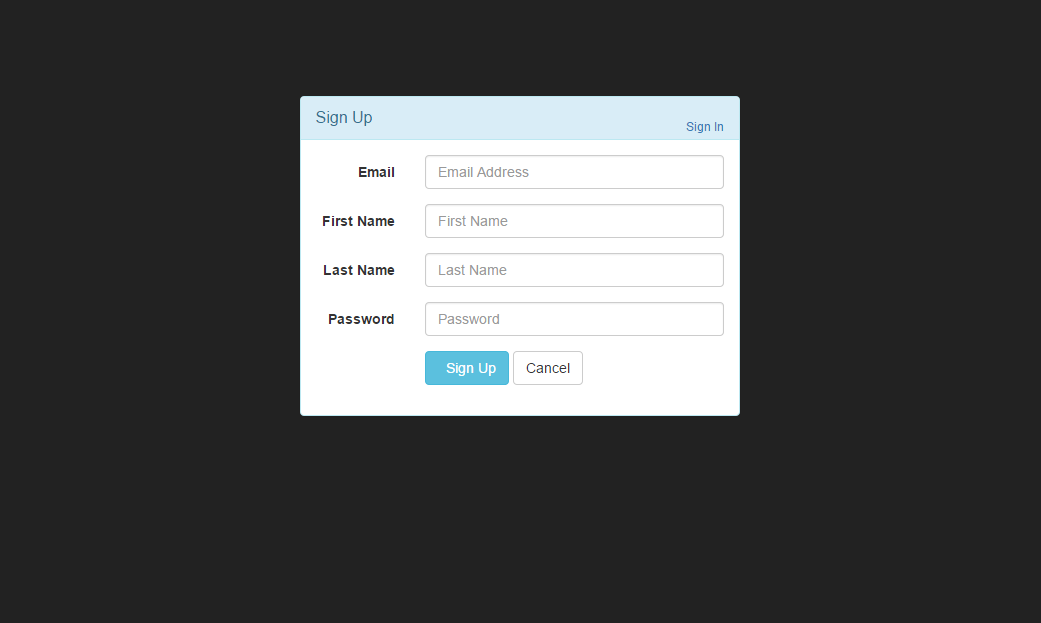 Sign Up
Sign In
Email Email Address
First Name First Name
Last Name Last Name
Password Password
Sign Up Cancel